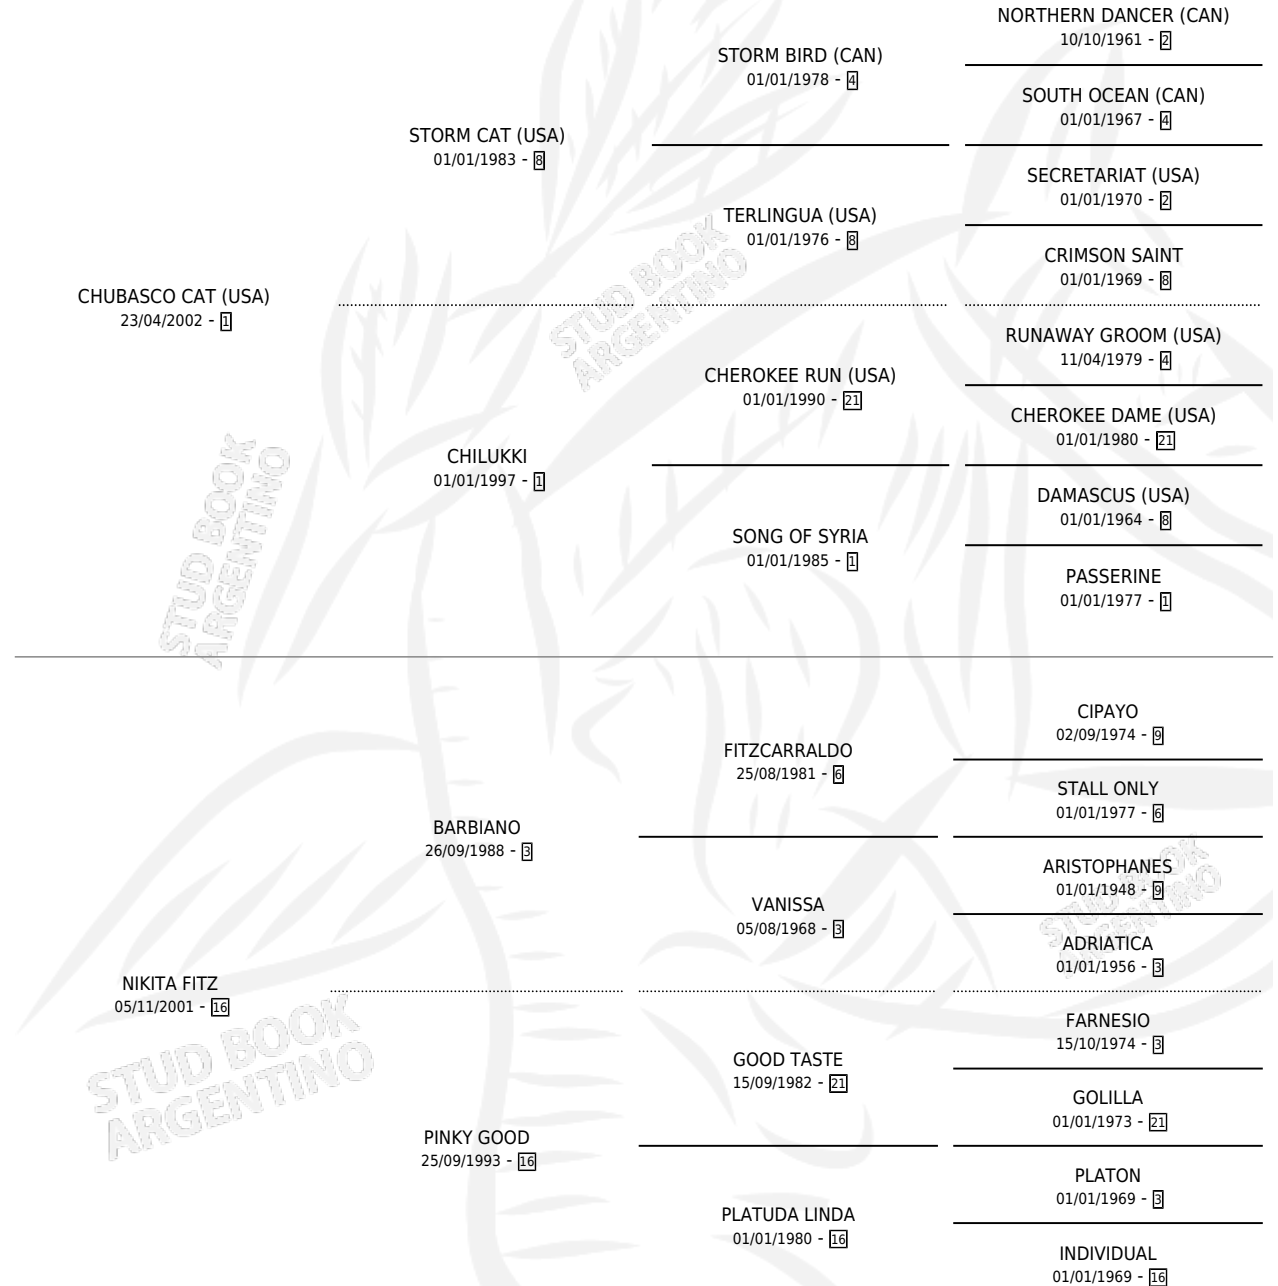 NORTHERN DANCER (CAN)
10/10/1961 - 2
STORM BIRD (CAN)
01/01/1978 - 4
SOUTH OCEAN (CAN)
01/01/1967 - 4
STORM CAT (USA)
01/01/1983 - 8
SECRETARIAT (USA)
01/01/1970 - 2
TERLINGUA (USA)
01/01/1976 - 8
CRIMSON SAINT
01/01/1969 - 8
CHUBASCO CAT (USA)
23/04/2002 - 1
RUNAWAY GROOM (USA)
11/04/1979 - 4
CHEROKEE RUN (USA)
01/01/1990 - 21
CHEROKEE DAME (USA)
01/01/1980 - 21
CHILUKKI
01/01/1997 - 1
DAMASCUS (USA)
01/01/1964 - 8
SONG OF SYRIA
01/01/1985 - 1
PASSERINE
01/01/1977 - 1
CIPAYO
02/09/1974 - 9
FITZCARRALDO
25/08/1981 - 6
STALL ONLY
01/01/1977 - 6
BARBIANO
26/09/1988 - 3
ARISTOPHANES
01/01/1948 - 9
VANISSA
05/08/1968 - 3
ADRIATICA
01/01/1956 - 3
NIKITA FITZ
05/11/2001 - 16
FARNESIO
15/10/1974 - 3
GOOD TASTE
15/09/1982 - 21
GOLILLA
01/01/1973 - 21
PINKY GOOD
25/09/1993 - 16
PLATON
01/01/1969 - 3
PLATUDA LINDA
01/01/1980 - 16
INDIVIDUAL
01/01/1969 - 16
STUD BOOK
ARGENTINO
STUD BOOK
ARGENTINO
STUD BOOK
ARGENTINO
STUD BOOK
ARGENTINO